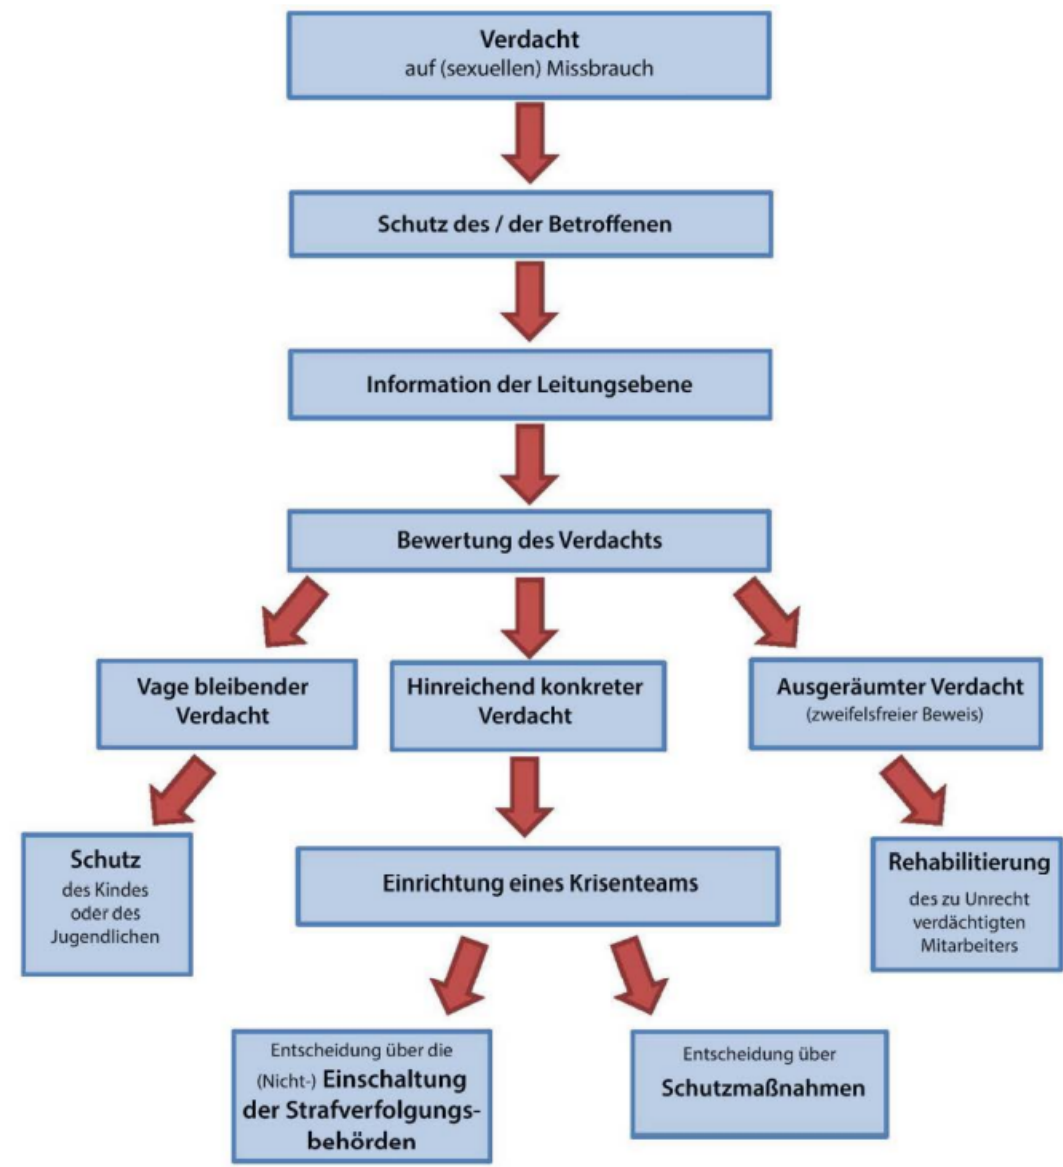 Verdacht
auf (sexuellen) Missbrauch
Schutz des / der Betroffenen
Information der Leitungsebene
Bewertung des Verdachts
Vage bleibender
Verdacht
Hinreichend konkreter
Verdacht
Ausgeräumter Verdacht
(zweifelsfreier Beweis)
Schutz
des Kindes
oder des
Jugendlichen
Einrichtung eines Krisenteams
Rehabilitierung
des zu Unrecht
verdächtigten
Mitarbeiters
Entscheidung über die
(Nicht-) Einschaltung
der Strafverfolgungs-
behörden
Entscheidung über
Schutzmaßnahmen